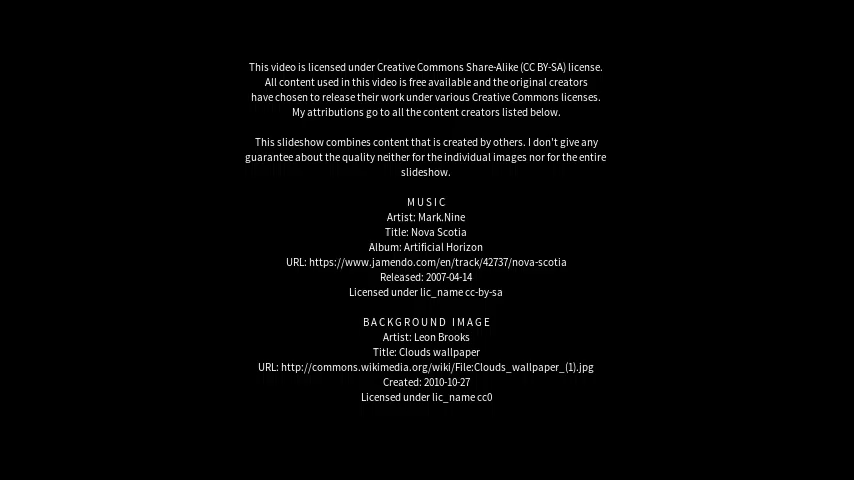 This video is licensed under Creative Commons Share-Alike (CC BY-SA) license.
All content used in this video is free available and the original creators
have chosen to release their work under various Creative Commons licenses.
My attributions go to all the content creators listed below.
This slideshow combines content that is created by others. I don't give any
guarantee about the quality neither for the individual images nor for the entire
slideshow.
MUSIC
Artist: Mark.Nine
Title: Nova Scotia
Album: Artificial Horizon
URL: https://www.jamendo.com/en/track/42737/nova-scotia
Released: 2007-04-14
Licensed under lic_name cc-by-sa
BACKGROUND IMAGE
Artist: Leon Brooks
Title: Clouds wallpaper
URL: http://commons.wikimedia.org/wiki/File:Clouds_wallpaper_(1).jpg
Created: 2010-10-27
Licensed under lic_name cc0